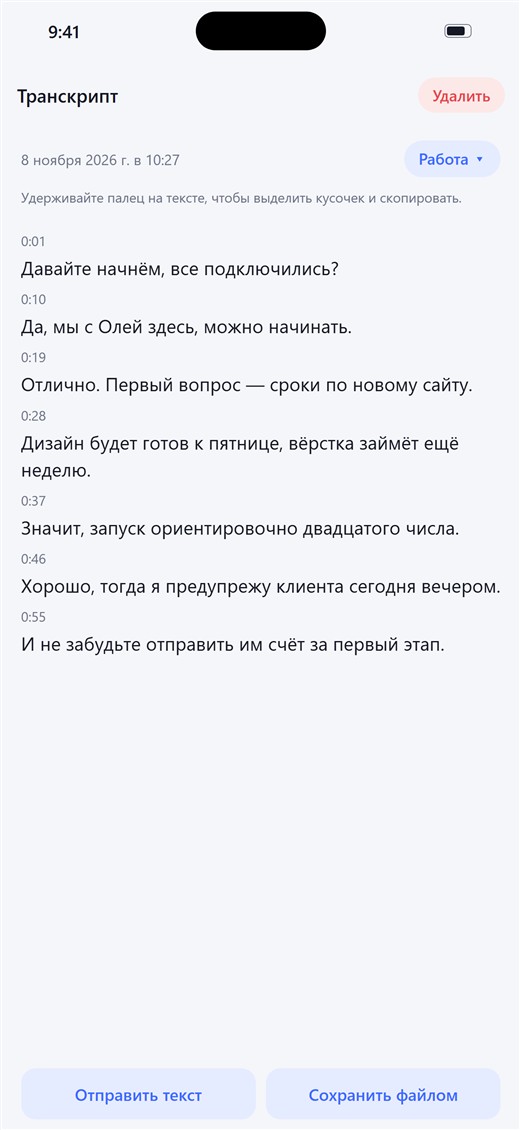 9:41
Транскрипт
Удалить
8 ноября 2026 г. в 10:27
Работа ▼
Удерживайте палец на тексте, чтобы выделить кусочек и скопировать.
0:01
Давайте начнём, все подключились?
0:10
Да, мы с Олей здесь, можно начинать.
0:19
Отлично. Первый вопрос — сроки по новому сайту.
0:28
Дизайн будет готов к пятнице, вёрстка займёт ещё
неделю.
0:37
Значит, запуск ориентировочно двадцатого числа.
0:46
Хорошо, тогда я предупрежу клиента сегодня вечером.
0:55
И не забудьте отправить им счёт за первый этап.
Отправить текст
Сохранить файлом